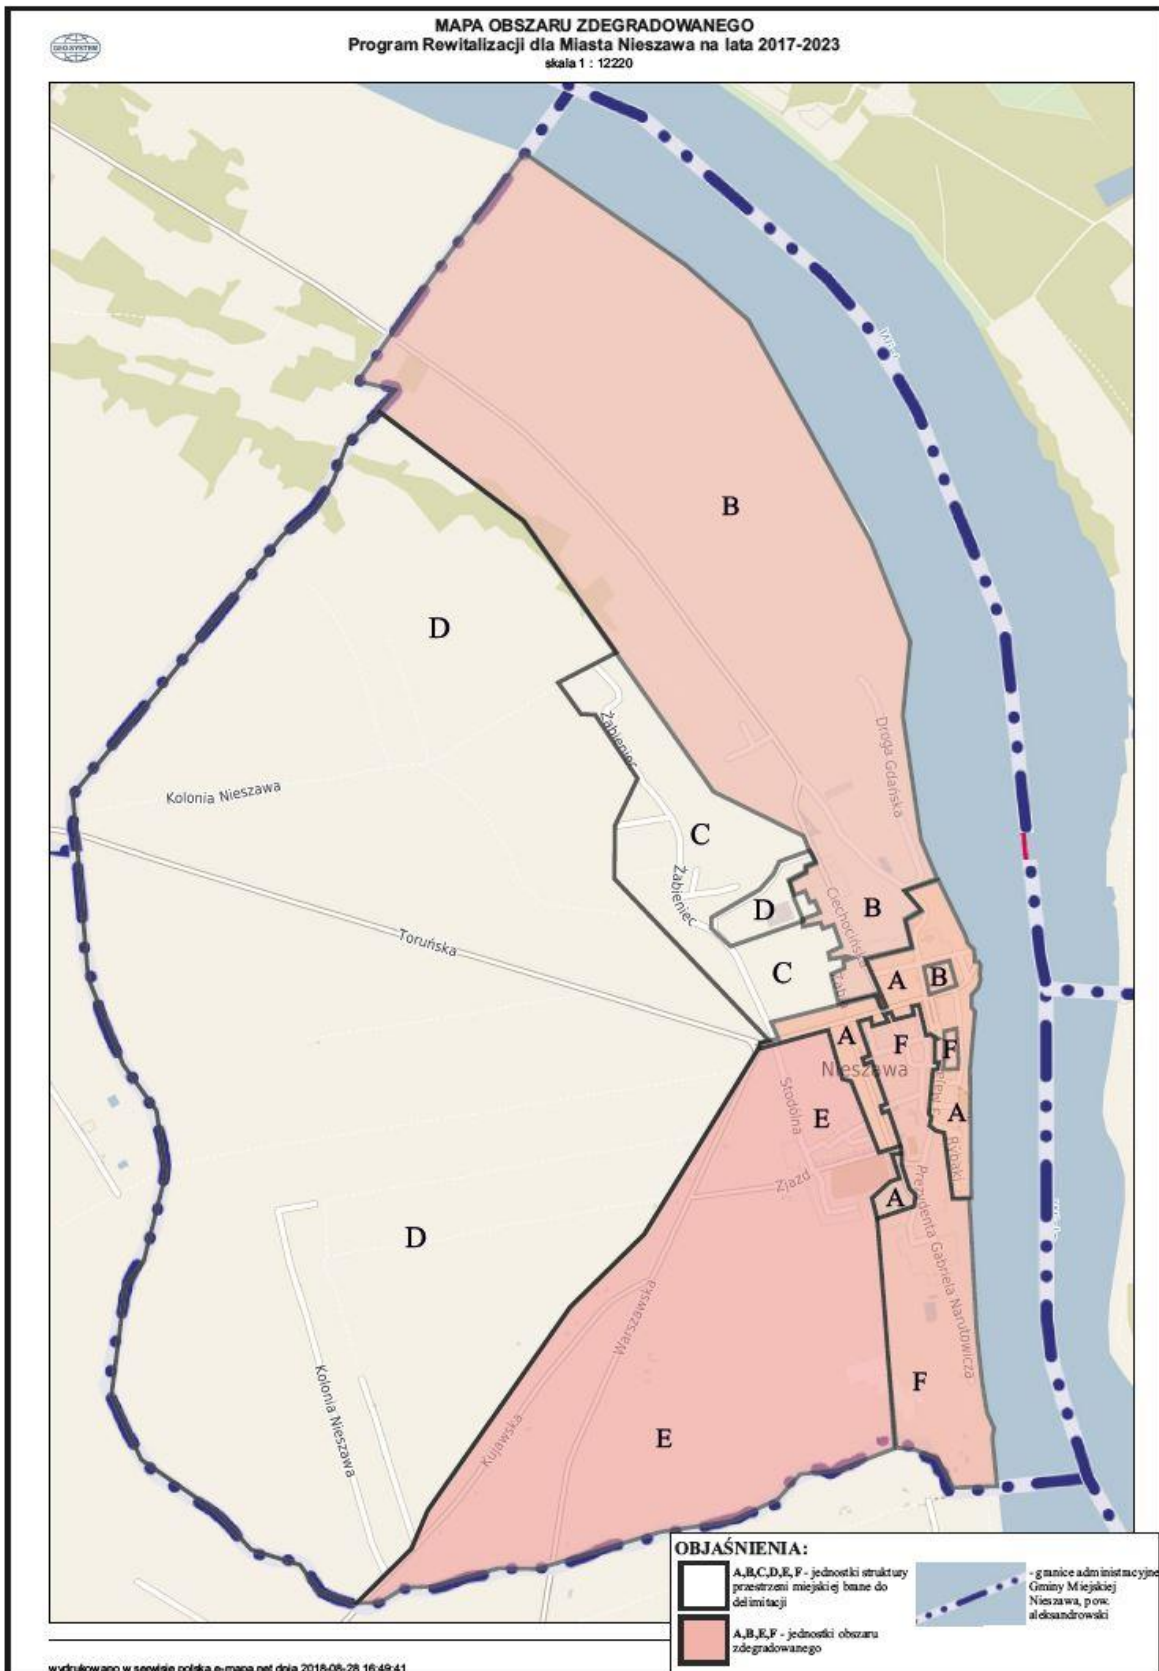 MAPA OBSZARU ZDEGRADOWANEGO
Program Rewitalizacji dla Miasta Nieszawa na lata 2017-2023
skala 1 : 12220
GEO-SYSTEM
B
D
Żabieniec
Droga Gdańska
Kolonia Nieszawa
C
Żabieniec
D
Ciechocińska
B
Toruńska
C
A
B
A
F
F
Nieszawa
Stodólna
E
A
Rybaki
Zjazd
A
Prezydenta Gabriela Narutowicza
D
Warszawska
Kolonia Nieszawa
F
Kujawska
E
OBJAŚNIENIA:
A,B,C,D,E, F - jednostki struktury
przestrzeni miejskiej brane do
delimitacji
- granice administracyjne
Gminy Miejskiej
Nieszawa, pow.
aleksandrowski
A,B,E,F - jednostki obszaru
zdegradowanego
wydrukowano w serwisie polska.e-mapa.net dnia 2018-08-28 16:49:41